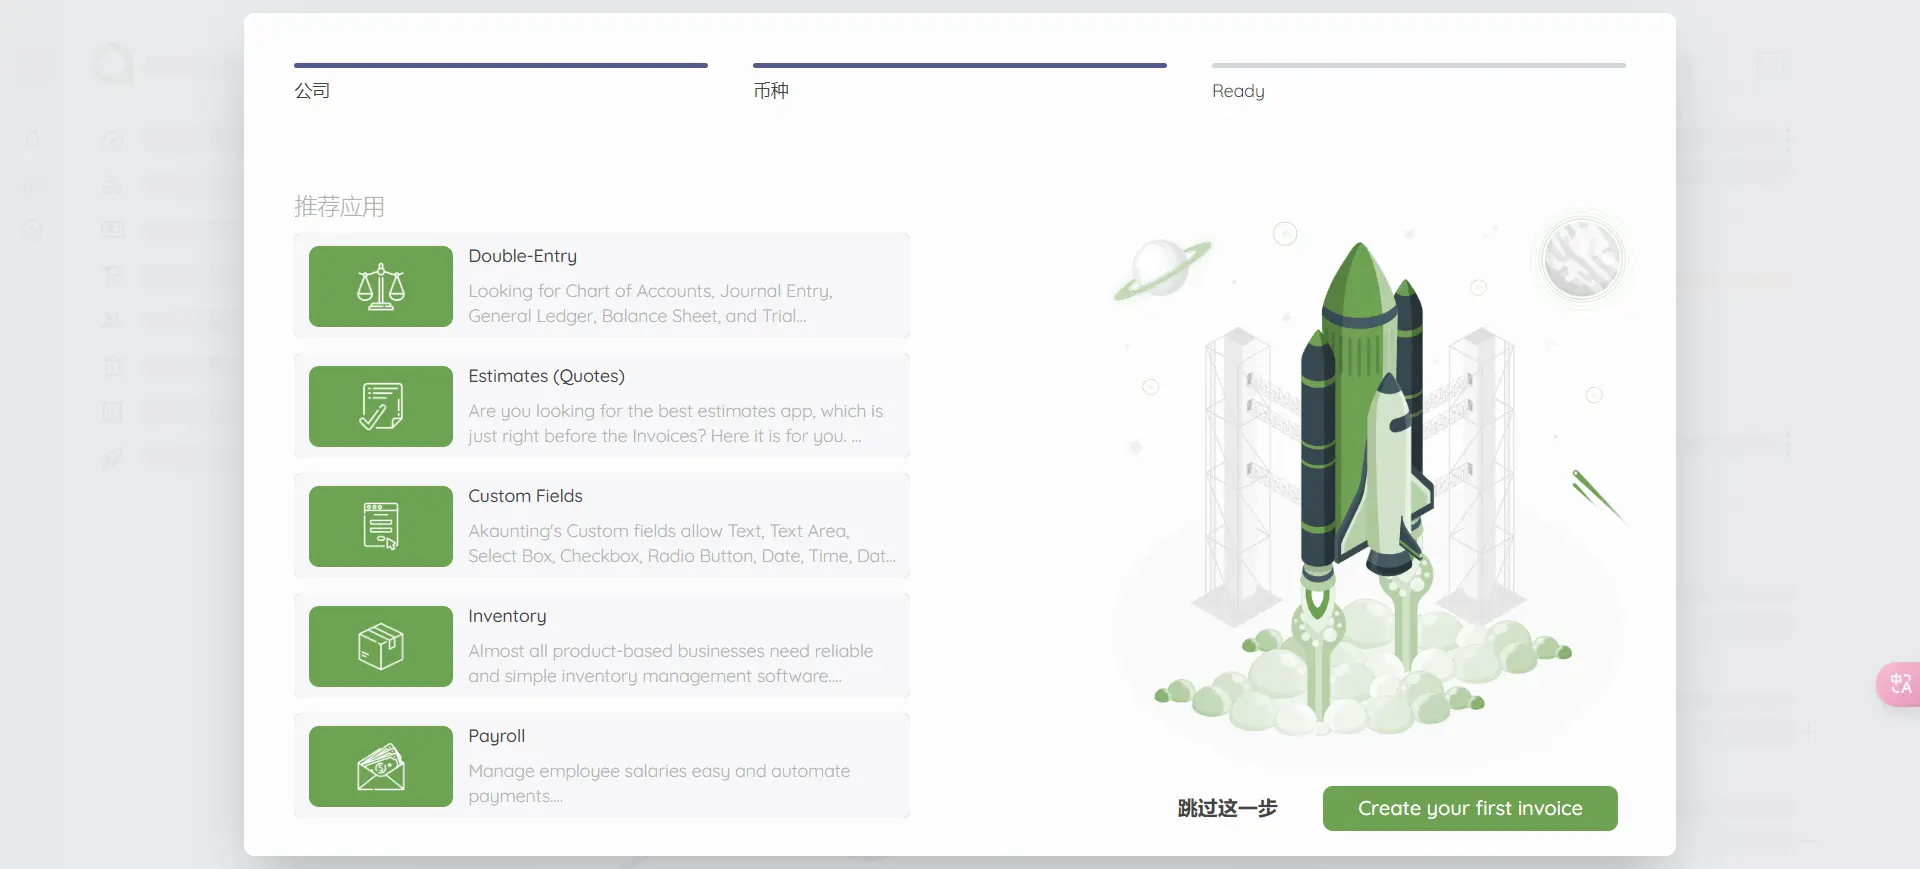 公司
币种
Ready
推荐应用
Double-Entry
Looking for Chart of Accounts, Journal Entry,
General Ledger, Balance Sheet, and Trial...
Estimates (Quotes)
Are you looking for the best estimates app, which is
just right before the Invoices? Here it is for you. ...
Custom Fields
Akaunting's Custom fields allow Text, Text Area,
Select Box, Checkbox, Radio Button, Date, Time, Dat...
Inventory
Almost all product-based businesses need reliable
and simple inventory management software....
Payroll
Manage employee salaries easy and automate
payments....
跳过这一步
Create your first invoice